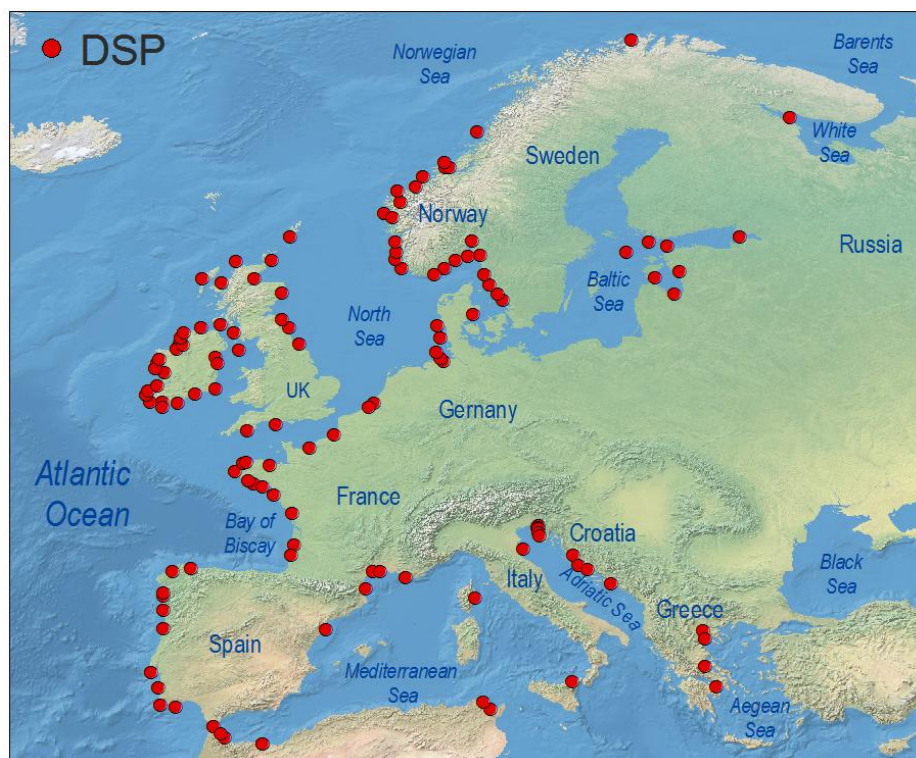 DSP
Norwegian
Sea
Barents
Sea
White
Sea
Sweden
Norway
Russia
Baltic
Sea
North
Sea
UK
Gernany
Atlantic
Ocean
France
Bay of
Biscay
Croatia
Black
Sea
Italy
Adriatic Sea
Greece
Spain
Mediterranean
Sea
Aegean
Sea